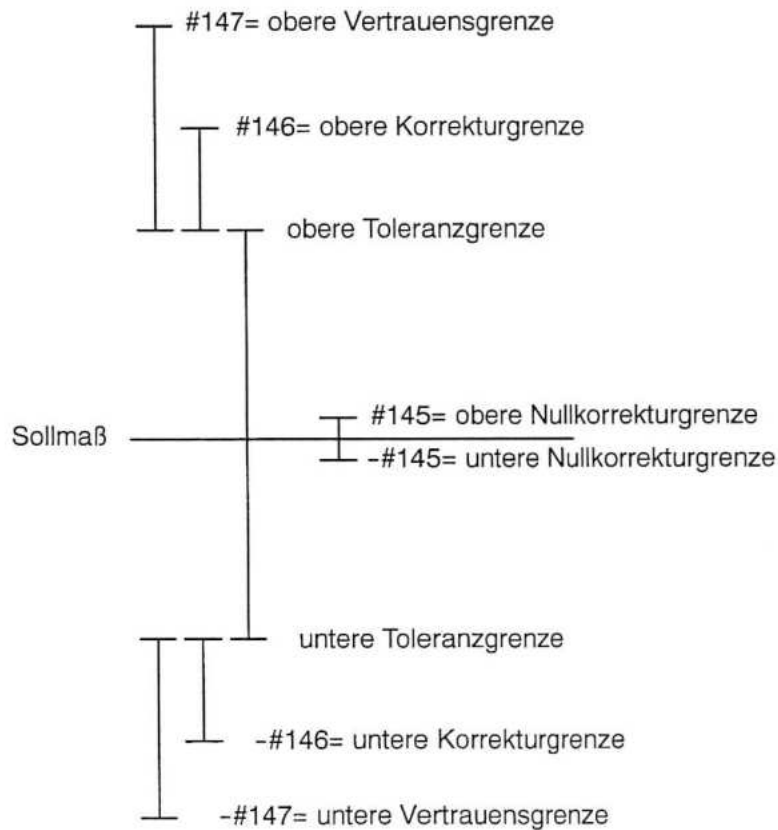 #147= obere Vertrauensgrenze
#146= obere Korrekturgrenze
obere Toleranzgrenze
#145= obere Nullkorrekturgrenze
Sollmaß
-#145= untere Nullkorrekturgrenze
untere Toleranzgrenze
-#146= untere Korrekturgrenze
-#147= untere Vertrauensgrenze